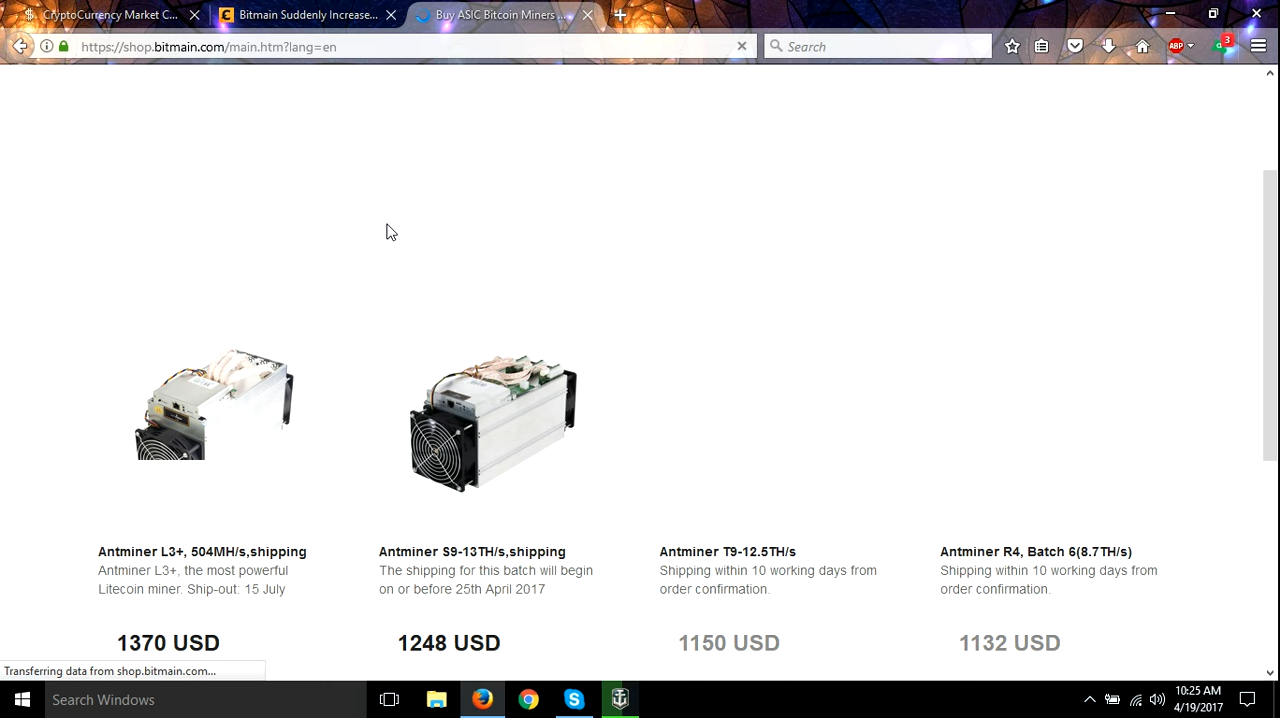 CryptoCurrency Market C...
Bitmain Suddenly Increase...
Buy ASIC Bitcoin Miners ...
https://shop.bitmain.com/main.htm?lang=en
Search
ABP
3
Antminer L3+, 504MH/s,shipping
Antminer L3+, the most powerful
Litecoin miner. Ship-out: 15 July
1370 USD
Antminer S9-13TH/s,shipping
The shipping for this batch will begin
on or before 25th April 2017
1248 USD
Antminer T9-12.5TH/s
Shipping within 10 working days from
order confirmation.
1150 USD
Antminer R4, Batch 6(8.7TH/s)
Shipping within 10 working days from
order confirmation.
1132 USD
Transferring data from shop.bitmain.com...
Search Windows
10:25 AM
4/19/2017